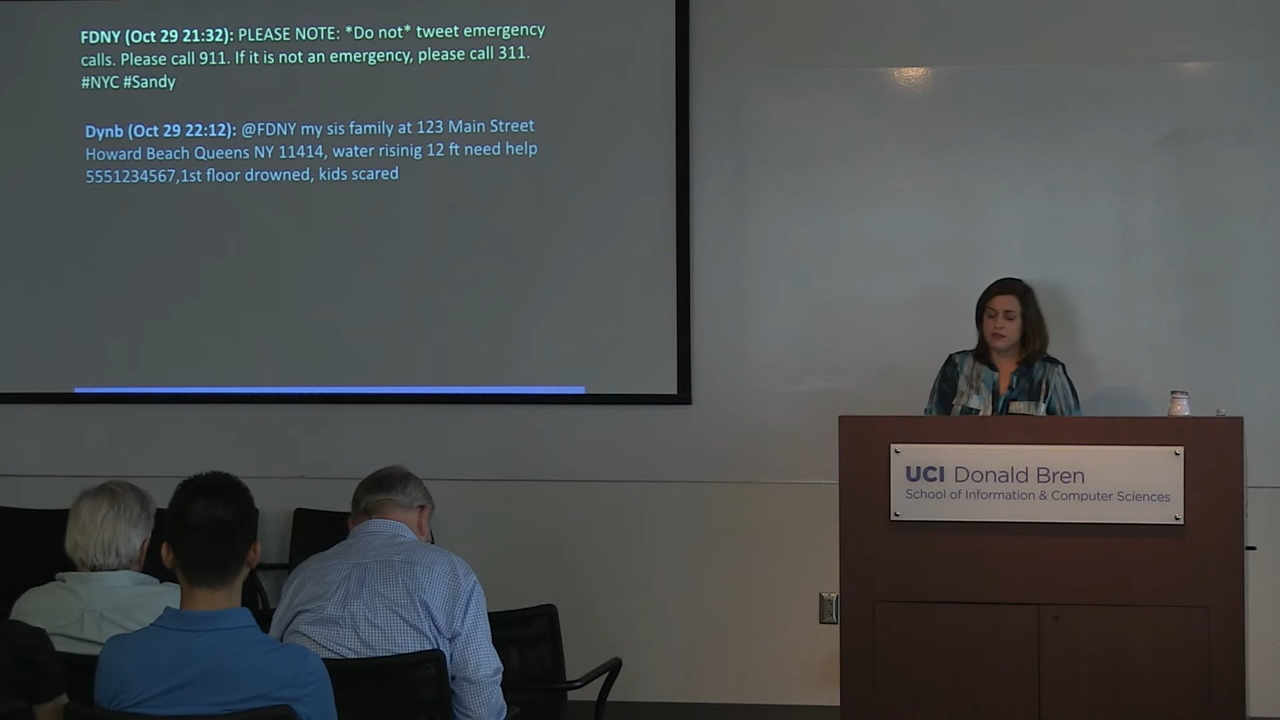 FDNY (Oct 29 21:32): PLEASE NOTE: *Do not* tweet emergency
calls. Please call 911. If it is not an emergency, please call 311.
#NYC #Sandy
Dynb (Oct 29 22:12): @FDNY my sis family at 123 Main Street
Howard Beach Queens NY 11414, water risinig 12 ft need help
5551234567,1st floor drowned, kids scared
UCI Donald Bren
School of Information & Computer Sciences